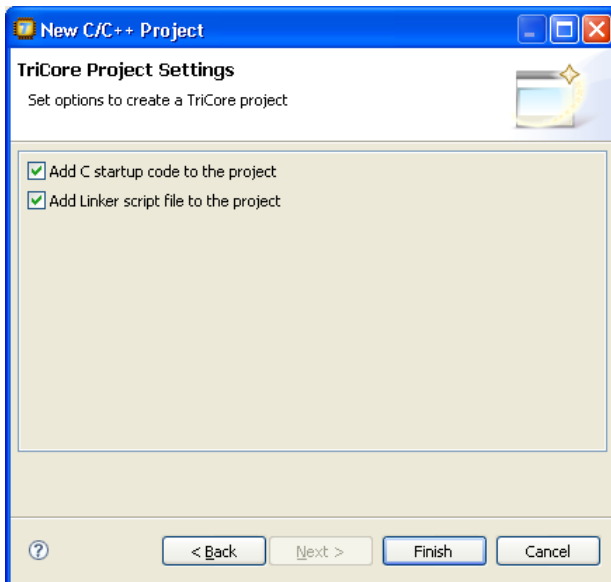 New C/C++ Project
TriCore Project Settings
Set options to create a TriCore project
Add C startup code to the project
Add Linker script file to the project
?
< Back
Next >
Finish
Cancel